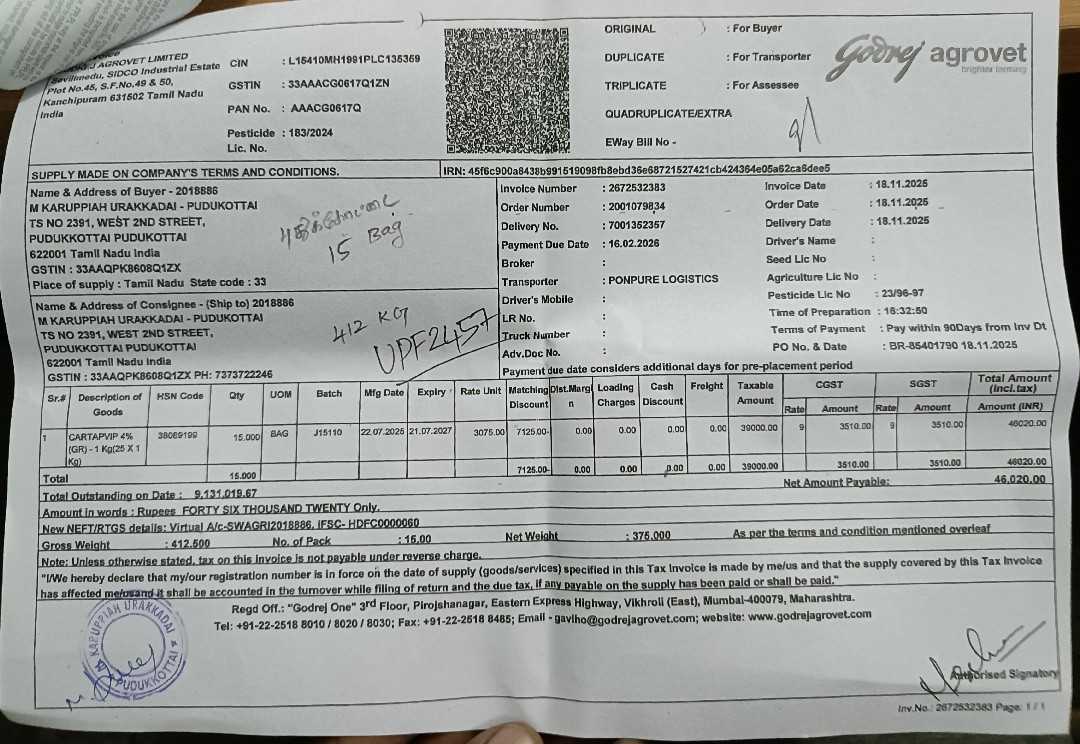 J AGROVET LIMITED
Sevilimedu, SIDCO Industrial Estate
Plot No.45, S.F.No.49 & 50,
Kanchipuram 631502 Tamil Nadu
India
CIN : L15410MH1991PLC135359
GSTIN : 33AAACG0617Q1ZN
PAN No. : AAACG0617Q
Pesticide : 183/2024
Lic. No.
ORIGINAL : For Buyer
DUPLICATE : For Transporter
TRIPLICATE : For Assessee
QUADRUPLICATE/EXTRA
EWay Bill No -
Godrej agrovet
brighter farming
SUPPLY MADE ON COMPANY'S TERMS AND CONDITIONS.
IRN: 45f6c900a8438b991519098fb8ebd36e68721527421cb424364e05a62ca6dee5
Name & Address of Buyer - 2018886
M KARUPPIAH URAKKADAI - PUDUKOTTAI
TS NO 2391, WEST 2ND STREET,
PUDUKKOTTAI PUDUKOTTAI
622001 Tamil Nadu India
GSTIN : 33AAQPK8608Q1ZX
Place of supply : Tamil Nadu State code : 33
15 Bag
Name & Address of Consignee - (Ship to) 2018886
M KARUPPIAH URAKKADAI - PUDUKOTTAI
TS NO 2391, WEST 2ND STREET,
PUDUKKOTTAI PUDUKOTTAI
622001 Tamil Nadu India
GSTIN : 33AAQPK8608Q1ZX PH: 7373722246
412 KG
UPF2457
Invoice Number : 2672532383
Order Number : 2001079834
Delivery No. : 7001352357
Payment Due Date : 16.02.2026
Broker :
Transporter : PONPURE LOGISTICS
Driver's Mobile :
LR No. :
Truck Number :
Adv.Doc No. :
Invoice Date : 18.11.2025
Order Date : 18.11.2025
Delivery Date : 18.11.2025
Driver's Name :
Seed Lic No :
Agriculture Lic No :
Pesticide Lic No : 23/96-97
Time of Preparation : 16:32:50
Terms of Payment : Pay within 90Days from Inv Dt
PO No. & Date : BR-85401790 18.11.2025
Payment due date considers additional days for pre-placement period
Sr.# Description of Goods HSN Code Qty UOM Batch Mfg Date Expiry Rate Unit Matching Discount Dist.Margin Loading Charges Cash Discount Freight Taxable Amount CGST SGST Total Amount (incl.tax)
Rate Amount Rate Amount Amount (INR)
1 CARTAPVIP 4% (GR) - 1 Kg(25 X 1 Kg) 38089199 15.000 BAG J15110 22.07.2025 21.07.2027 3075.00 7125.00- 0.00 0.00 0.00 0.00 39000.00 9 3510.00 9 3510.00 46020.00
Total 15.000 7125.00- 0.00 0.00 0.00 0.00 39000.00 3510.00 3510.00 46020.00
Total Outstanding on Date : 9,131,019.67
Net Amount Payable: 46,020.00
Amount in words : Rupees FORTY SIX THOUSAND TWENTY Only.
New NEFT/RTGS details: Virtual A/c-SWAGRI2018886, IFSC- HDFC0000060
Gross Weight : 412.500 No. of Pack : 15.00 Net Weight : 375.000 As per the terms and condition mentioned overleaf
Note: Unless otherwise stated, tax on this invoice is not payable under reverse charge.
"I/We hereby declare that my/our registration number is in force on the date of supply (goods/services) specified in this Tax Invoice is made by me/us and that the supply covered by this Tax Invoice
has affected me/us and it shall be accounted in the turnover while filing of return and the due tax, if any payable on the supply has been paid or shall be paid."
Regd Off.: "Godrej One" 3rd Floor, Pirojshanagar, Eastern Express Highway, Vikhroli (East), Mumbai-400079, Maharashtra.
Tel: +91-22-2518 8010 / 8020 / 8030; Fax: +91-22-2518 8485; Email - gavlho@godrejagrovet.com; website: www.godrejagrovet.com
KARUPPIAH URAKKADAI
PUDUKKOTTAI
Authorised Signatory
Inv.No.: 2672532383 Page: 1 / 1